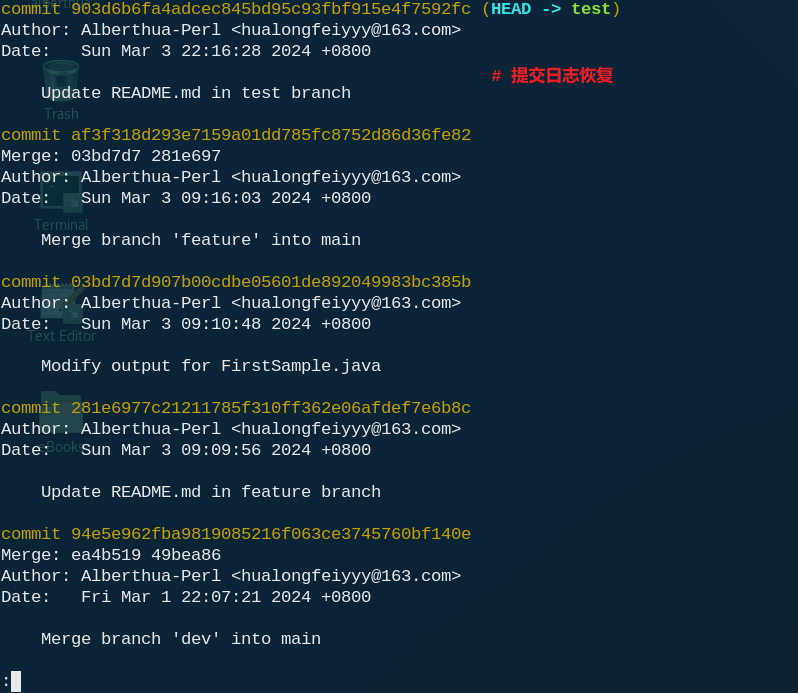 commit 903d6b6fa4adcec845bd95c93fbf915e4f7592fc (HEAD -> test)
Author: Alberthua-Perl <hualongfeiyyy@163.com>
Date:   Sun Mar 3 22:16:28 2024 +0800
# 提交日志恢复
    Update README.md in test branch
Trash
commit af3f318d293e7159a01dd785fc8752d86d36fe82
Merge: 03bd7d7 281e697
Author: Alberthua-Perl <hualongfeiyyy@163.com>
Date:   Sun Mar 3 09:16:03 2024 +0800
Terminal
    Merge branch 'feature' into main
commit 03bd7d7d907b00cdbe05601de892049983bc385b
Author: Alberthua-Perl <hualongfeiyyy@163.com>
Date:   Sun Mar 3 09:10:48 2024 +0800
Text Editor
    Modify output for FirstSample.java
commit 281e6977c21211785f310ff362e06afdef7e6b8c
Author: Alberthua-Perl <hualongfeiyyy@163.com>
Date:   Sun Mar 3 09:09:56 2024 +0800
eBooks
    Update README.md in feature branch
commit 94e5e962fba9819085216f063ce3745760bf140e
Merge: ea4b519 49bea86
Author: Alberthua-Perl <hualongfeiyyy@163.com>
Date:   Fri Mar 1 22:07:21 2024 +0800
    Merge branch 'dev' into main
: